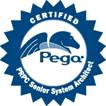 CERTIFIED
Pega
PRPC Senior System Architect